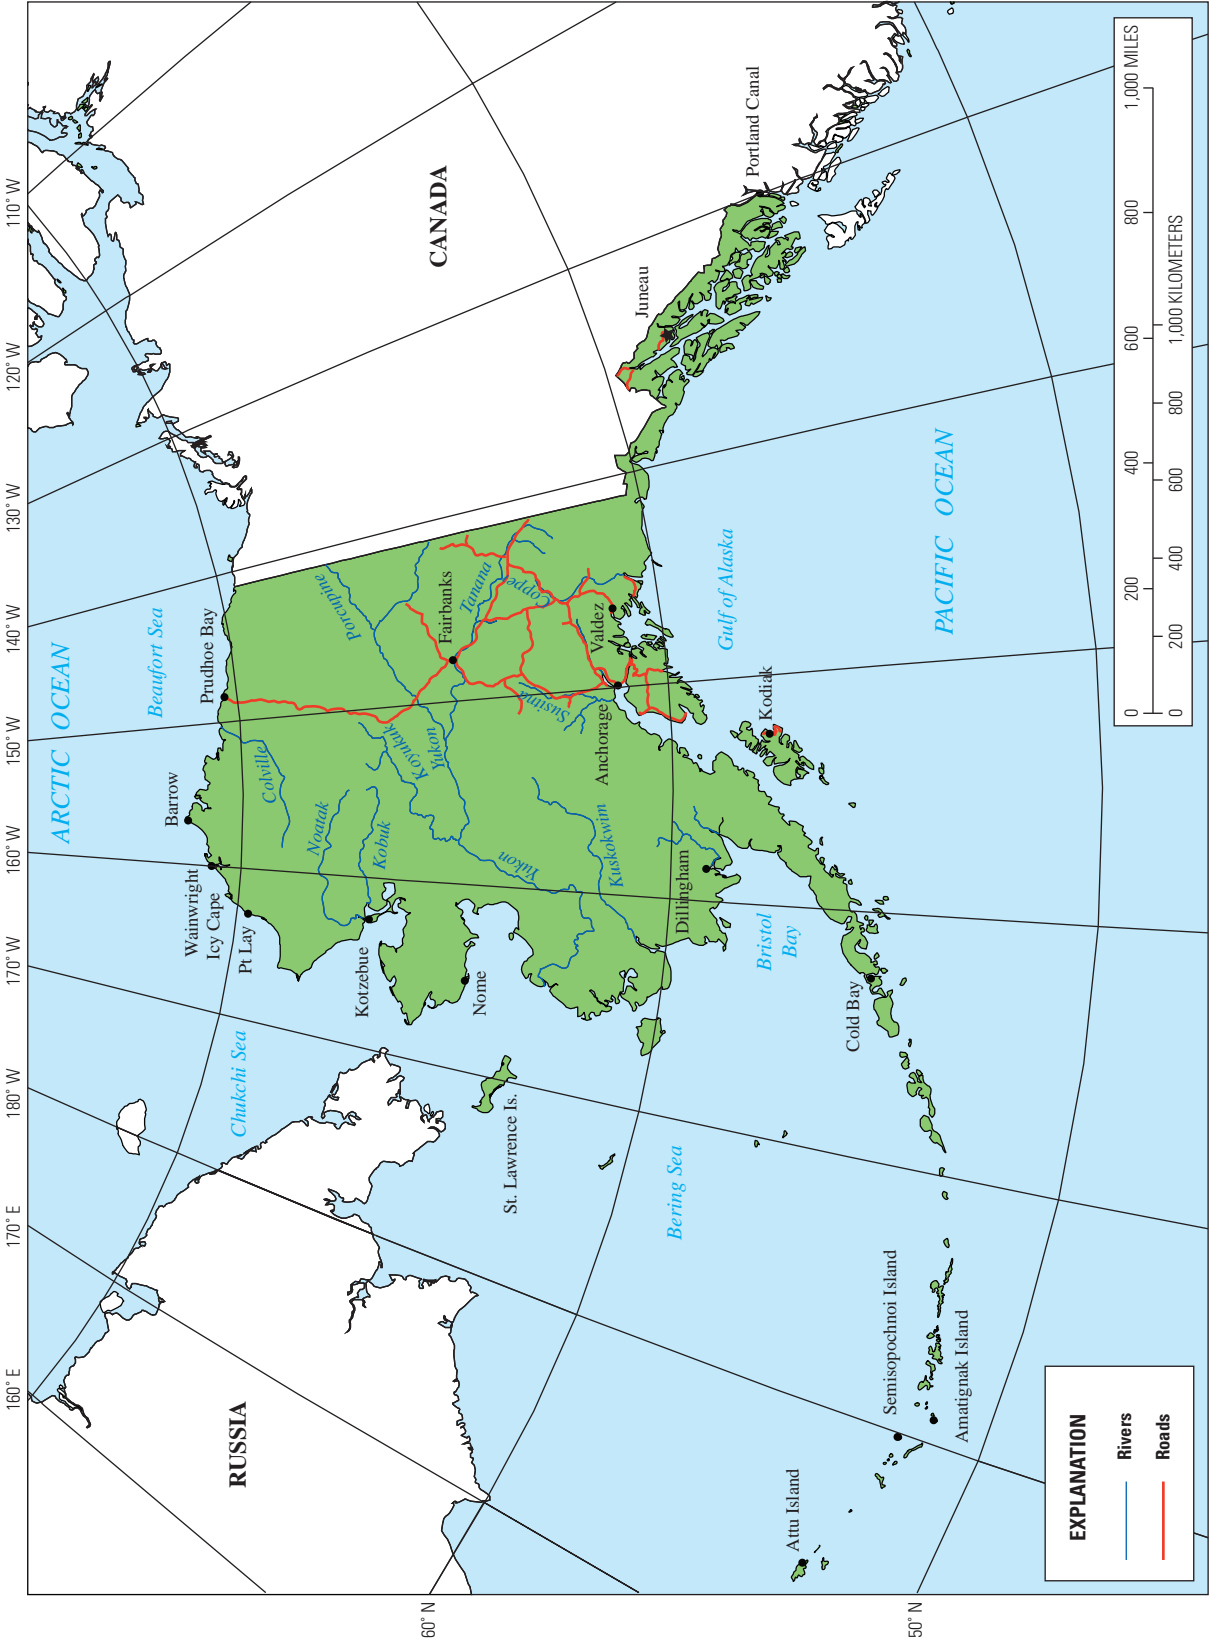 160° E
170° E
180° W
170° W
160° W
150° W
140° W
130° W
120° W
110° W
ARCTIC OCEAN
Beaufort Sea
Chukchi Sea
RUSSIA
CANADA
Barrow
Wainwright
Icy Cape
Pt Lay
Prudhoe Bay
Colville
Noatak
Kobuk
Kotzebue
Koyukuk
Yukon
Porcupine
Fairbanks
Tanana
Nome
St. Lawrence Is.
Yukon
Copper
Susitna
Kuskokwim
Anchorage
Valdez
Juneau
Portland Canal
Dillingham
Bristol
Bay
Bering Sea
Gulf of Alaska
Kodiak
Cold Bay
PACIFIC OCEAN
Semisopochnoi Island
Amatignak Island
Attu Island
60° N
50° N
EXPLANATION
Rivers
Roads
0 200 400 600 800 1,000 MILES
0 200 400 600 800 1,000 KILOMETERS